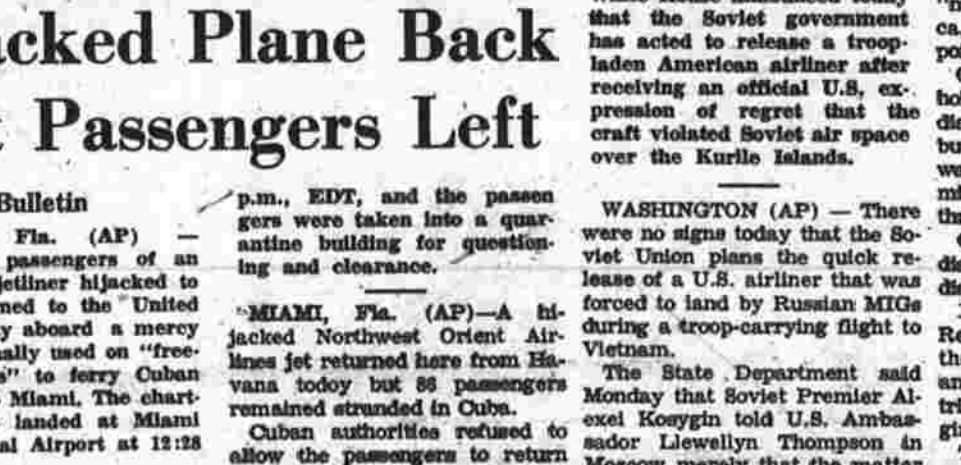 cked Plane Back
Passengers Left
Bulletin
Fla. (AP) —
passengers of an
jetliner hijacked to
ned to the United
y aboard a mercy
ally used on "free-
s" to ferry Cuban
Miami. The chart-
landed at Miami
al Airport at 12:28
p.m., EDT, and the passen
gers were taken into a quar-
antine building for question-
ing and clearance.
MIAMI, Fla. (AP)—A hi-
jacked Northwest Orient Air-
lines jet returned here from Ha-
vana todoy but 86 passengers
remained stranded in Cuba.
Cuban authorities refused to
allow the passengers to return
that the Soviet government
has acted to release a troop-
laden American airliner after
receiving an official U.S. ex-
pression of regret that the
craft violated Soviet air space
over the Kurile Islands.
WASHINGTON (AP) — There
were no signs today that the So-
viet Union plans the quick re-
lease of a U.S. airliner that was
forced to land by Russian MIGs
during a troop-carrying flight to
Vietnam.
The State Department said
Monday that Soviet Premier Al-
exei Kosygin told U.S. Ambas-
sador Llewellyn Thompson in
Moscow merely that the matter